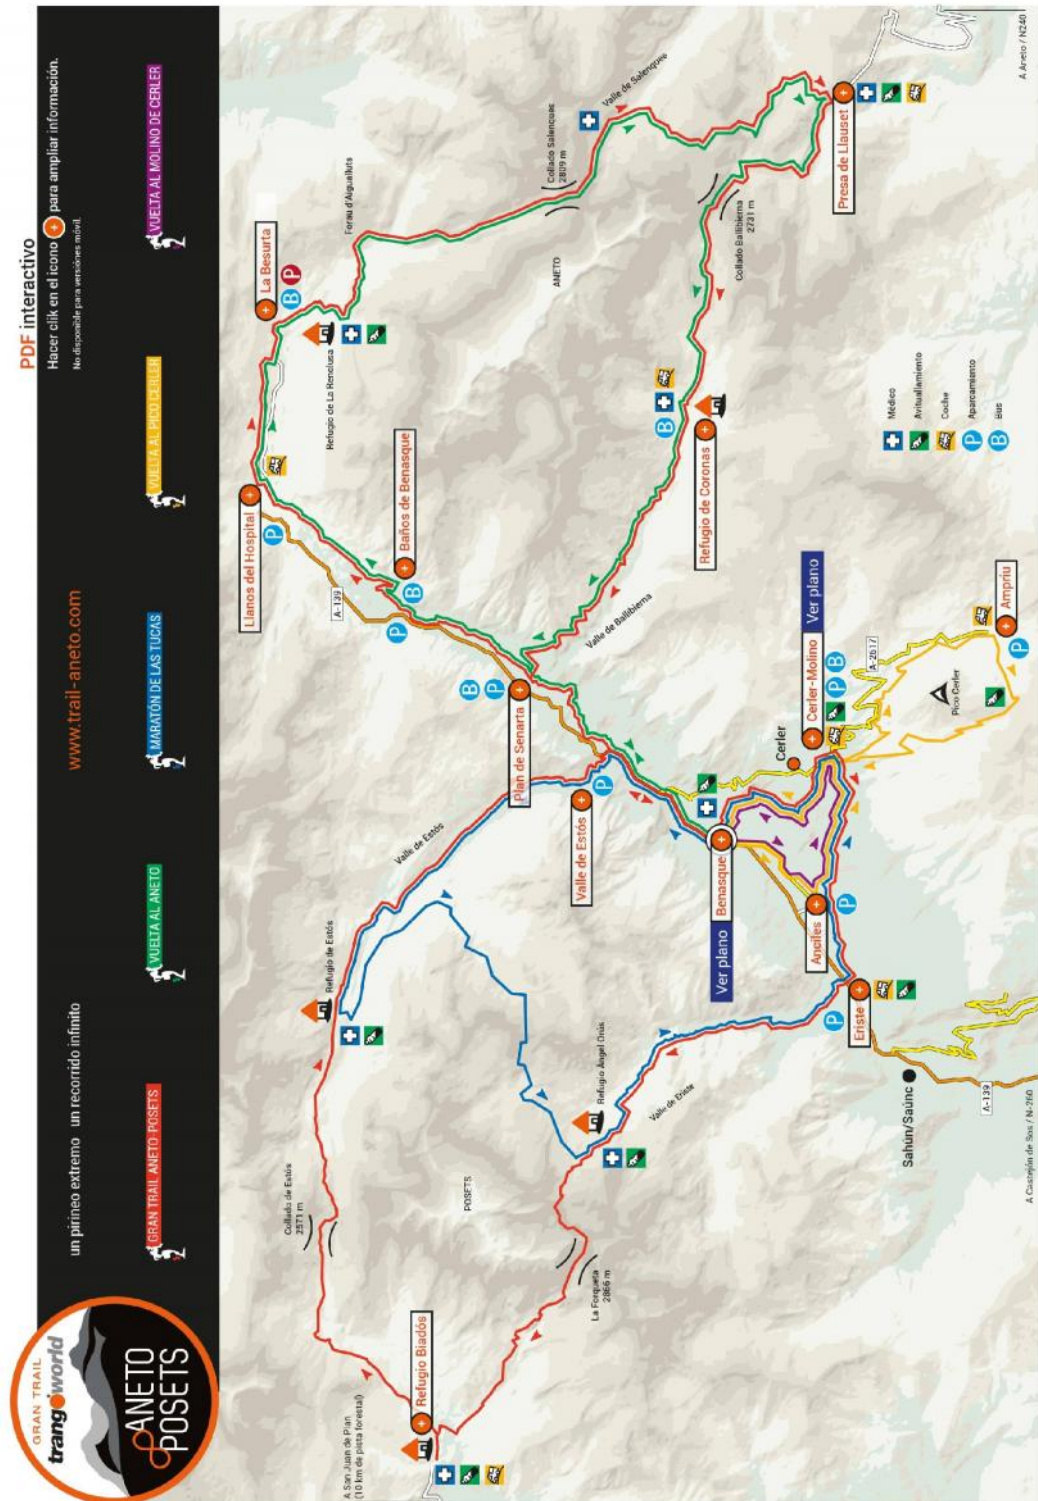 GRAN TRAIL
trangoworld
ANETO
POSETS
un pirineo extremo un recorrido infinito
www.trail-aneto.com
PDF interactivo
Hacer clik en el icono + para ampliar información.
No disponible para versiónes móvil.
GRAN TRAIL ANETO-POSETS
VUELTA AL ANETO
MARATÓN DE LAS TUCAS
VUELTA AL PICO CERLER
VUELTA AL MOLINO DE CERLER
Llanos del Hospital
La Besurta
B P
Forau d'Aiguallluts
Refugio de La Renclusa
P
A-139
Baños de Benasque
B
P
Collado Salenques
2809 m
Valle de Salenques
ANETO
Collado Ballibierna
2731 m
Presa de Llauset
A Aneto / N240
B
Refugio de Coronas
Valle de Ballibierna
B P
Plan de Senarta
Valle de Estós
Refugio de Estós
Collado de Estós
2571 m
Valle de Estós
P
Refugio Biadós
A San Juan de Plan
(10 km de pista forestal)
POSETS
La Forqueta
2866 m
Refugio Ángel Orús
Valle de Eriste
Ver plano
Benasque
Anciles
P
Eriste
P
Sahún/Saúnc
A-139
A Castejón de Sos / N-260
Cerler
Cerler-Molino
Ver plano
P P B
A-2617
Pico Cerler
Ampriu
P
Médico
Avituallamiento
Coche
P Aparcamiento
B Bus